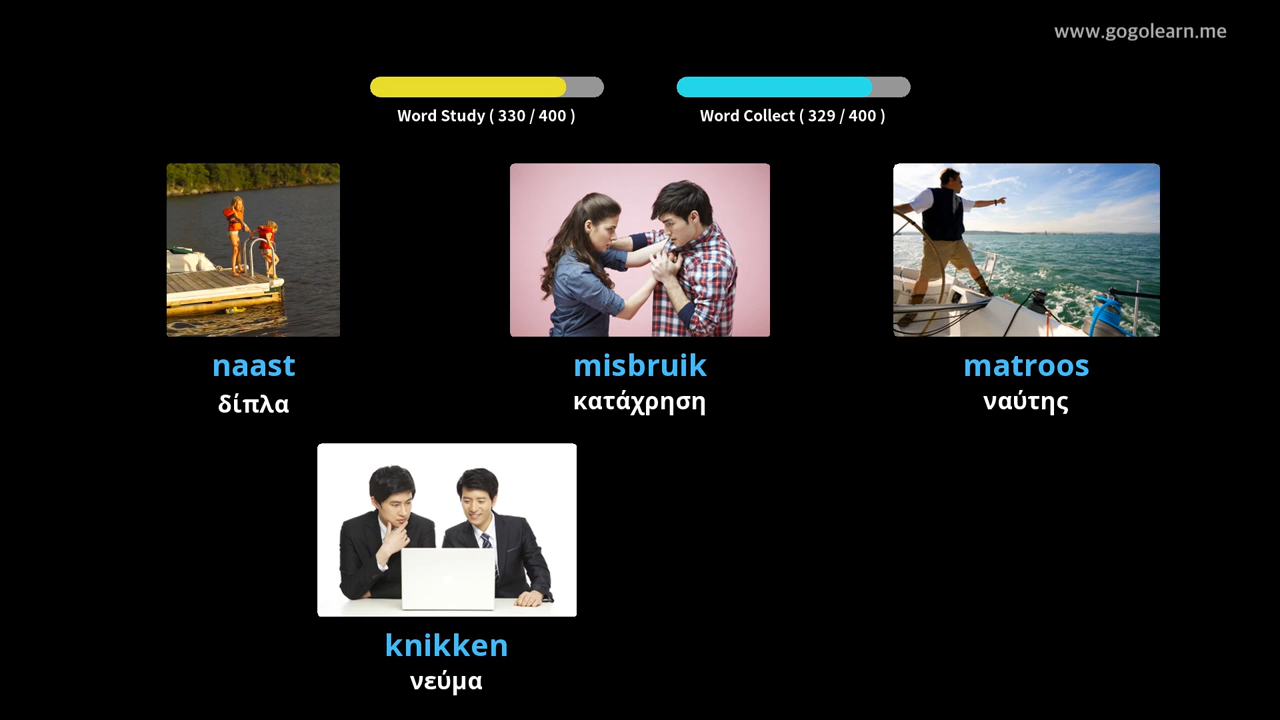 www.gogolearn.me
Word Study ( 330 / 400 )
Word Collect ( 329 / 400 )
naast
δίπλα
misbruik
κατάχρηση
matroos
ναύτης
knikken
νεύμα